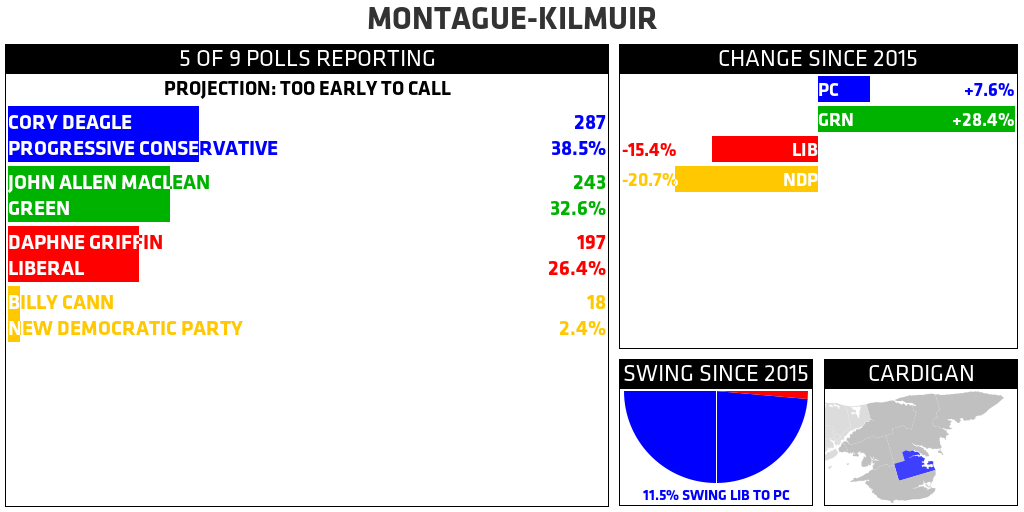 MONTAGUE-KILMUIR
5 OF 9 POLLS REPORTING
PROJECTION: TOO EARLY TO CALL
CORY DEAGLE 287
PROGRESSIVE CONSERVATIVE 38.5%
JOHN ALLEN MACLEAN 243
GREEN 32.6%
DAPHNE GRIFFIN 197
LIBERAL 26.4%
BILLY CANN 18
NEW DEMOCRATIC PARTY 2.4%
CHANGE SINCE 2015
PC +7.6%
GRN +28.4%
-15.4% LIB
-20.7% NDP
SWING SINCE 2015
11.5% SWING LIB TO PC
CARDIGAN